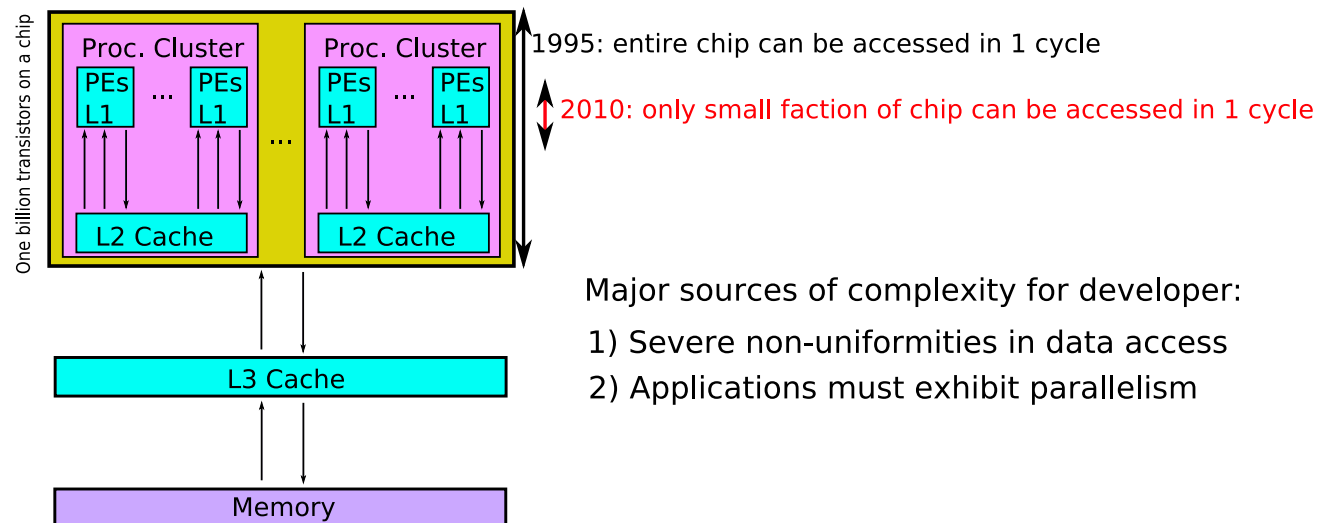 One billion transistors on a chip
Proc. Cluster
PEs
L1
...
PEs
L1
L2 Cache
...
Proc. Cluster
PEs
L1
...
PEs
L1
L2 Cache
1995: entire chip can be accessed in 1 cycle
2010: only small faction of chip can be accessed in 1 cycle
L3 Cache
Memory
Major sources of complexity for developer:
1) Severe non-uniformities in data access
2) Applications must exhibit parallelism